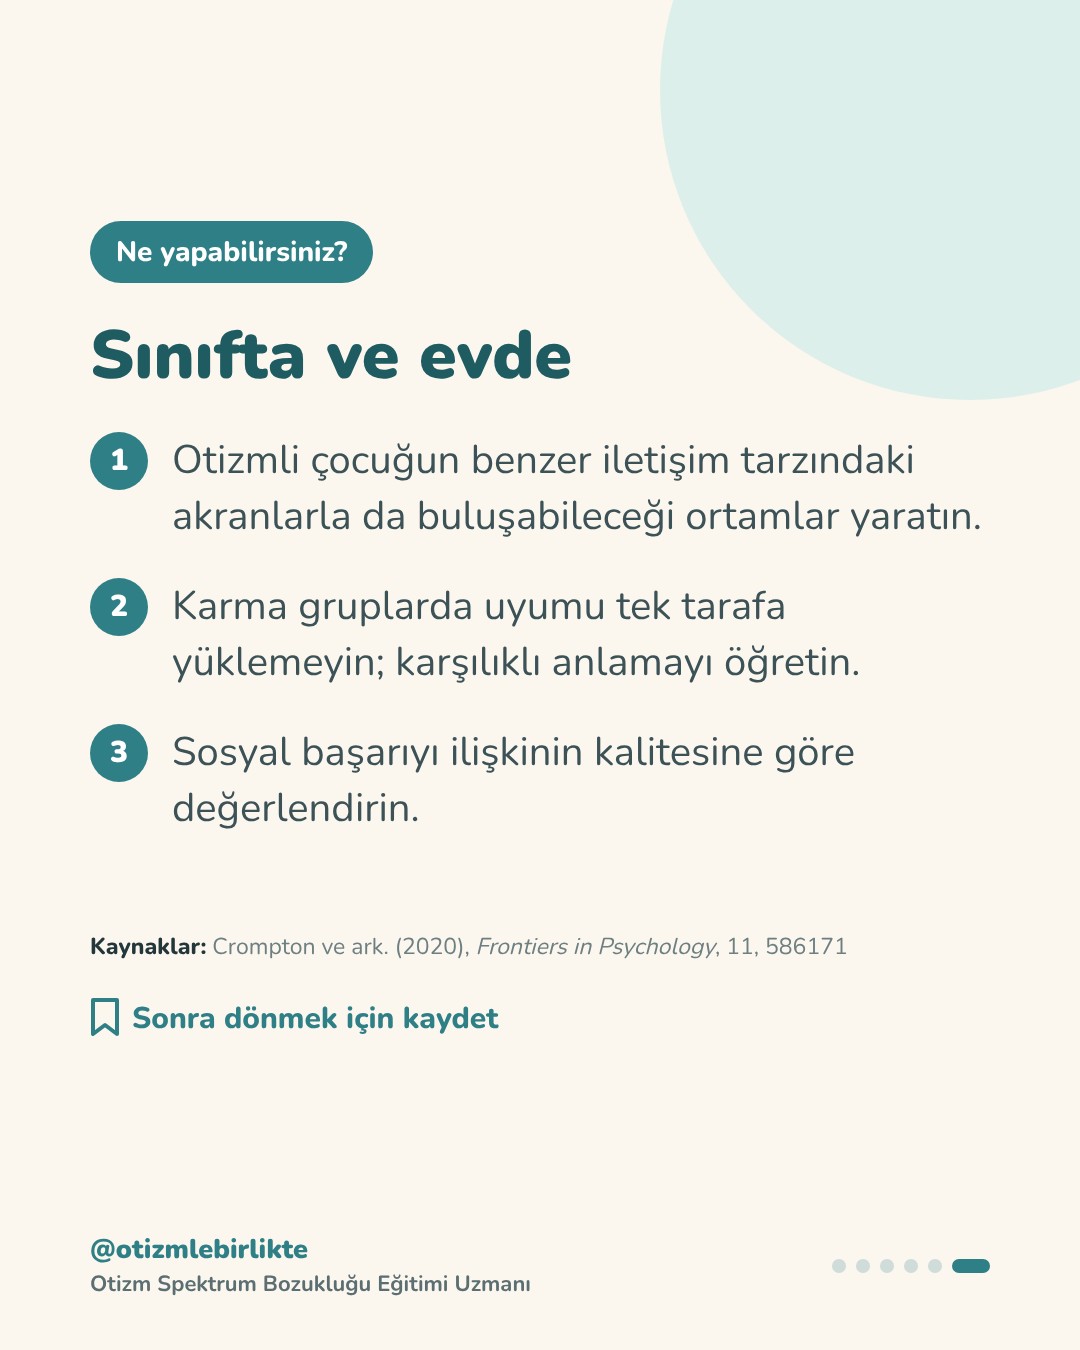 Ne yapabilirsiniz?
Sınıfta ve evde
1 Otizmli çocuğun benzer iletişim tarzındaki
akranlarla da buluşabileceği ortamlar yaratın.
2 Karma gruplarda uyumu tek tarafa
yüklemeyin; karşılıklı anlamayı öğretin.
3 Sosyal başarıyı ilişkinin kalitesine göre
değerlendirin.
Kaynaklar: Crompton ve ark. (2020), Frontiers in Psychology, 11, 586171
Sonra dönmek için kaydet
@otizmlebirlikte
Otizm Spektrum Bozukluğu Eğitimi Uzmanı